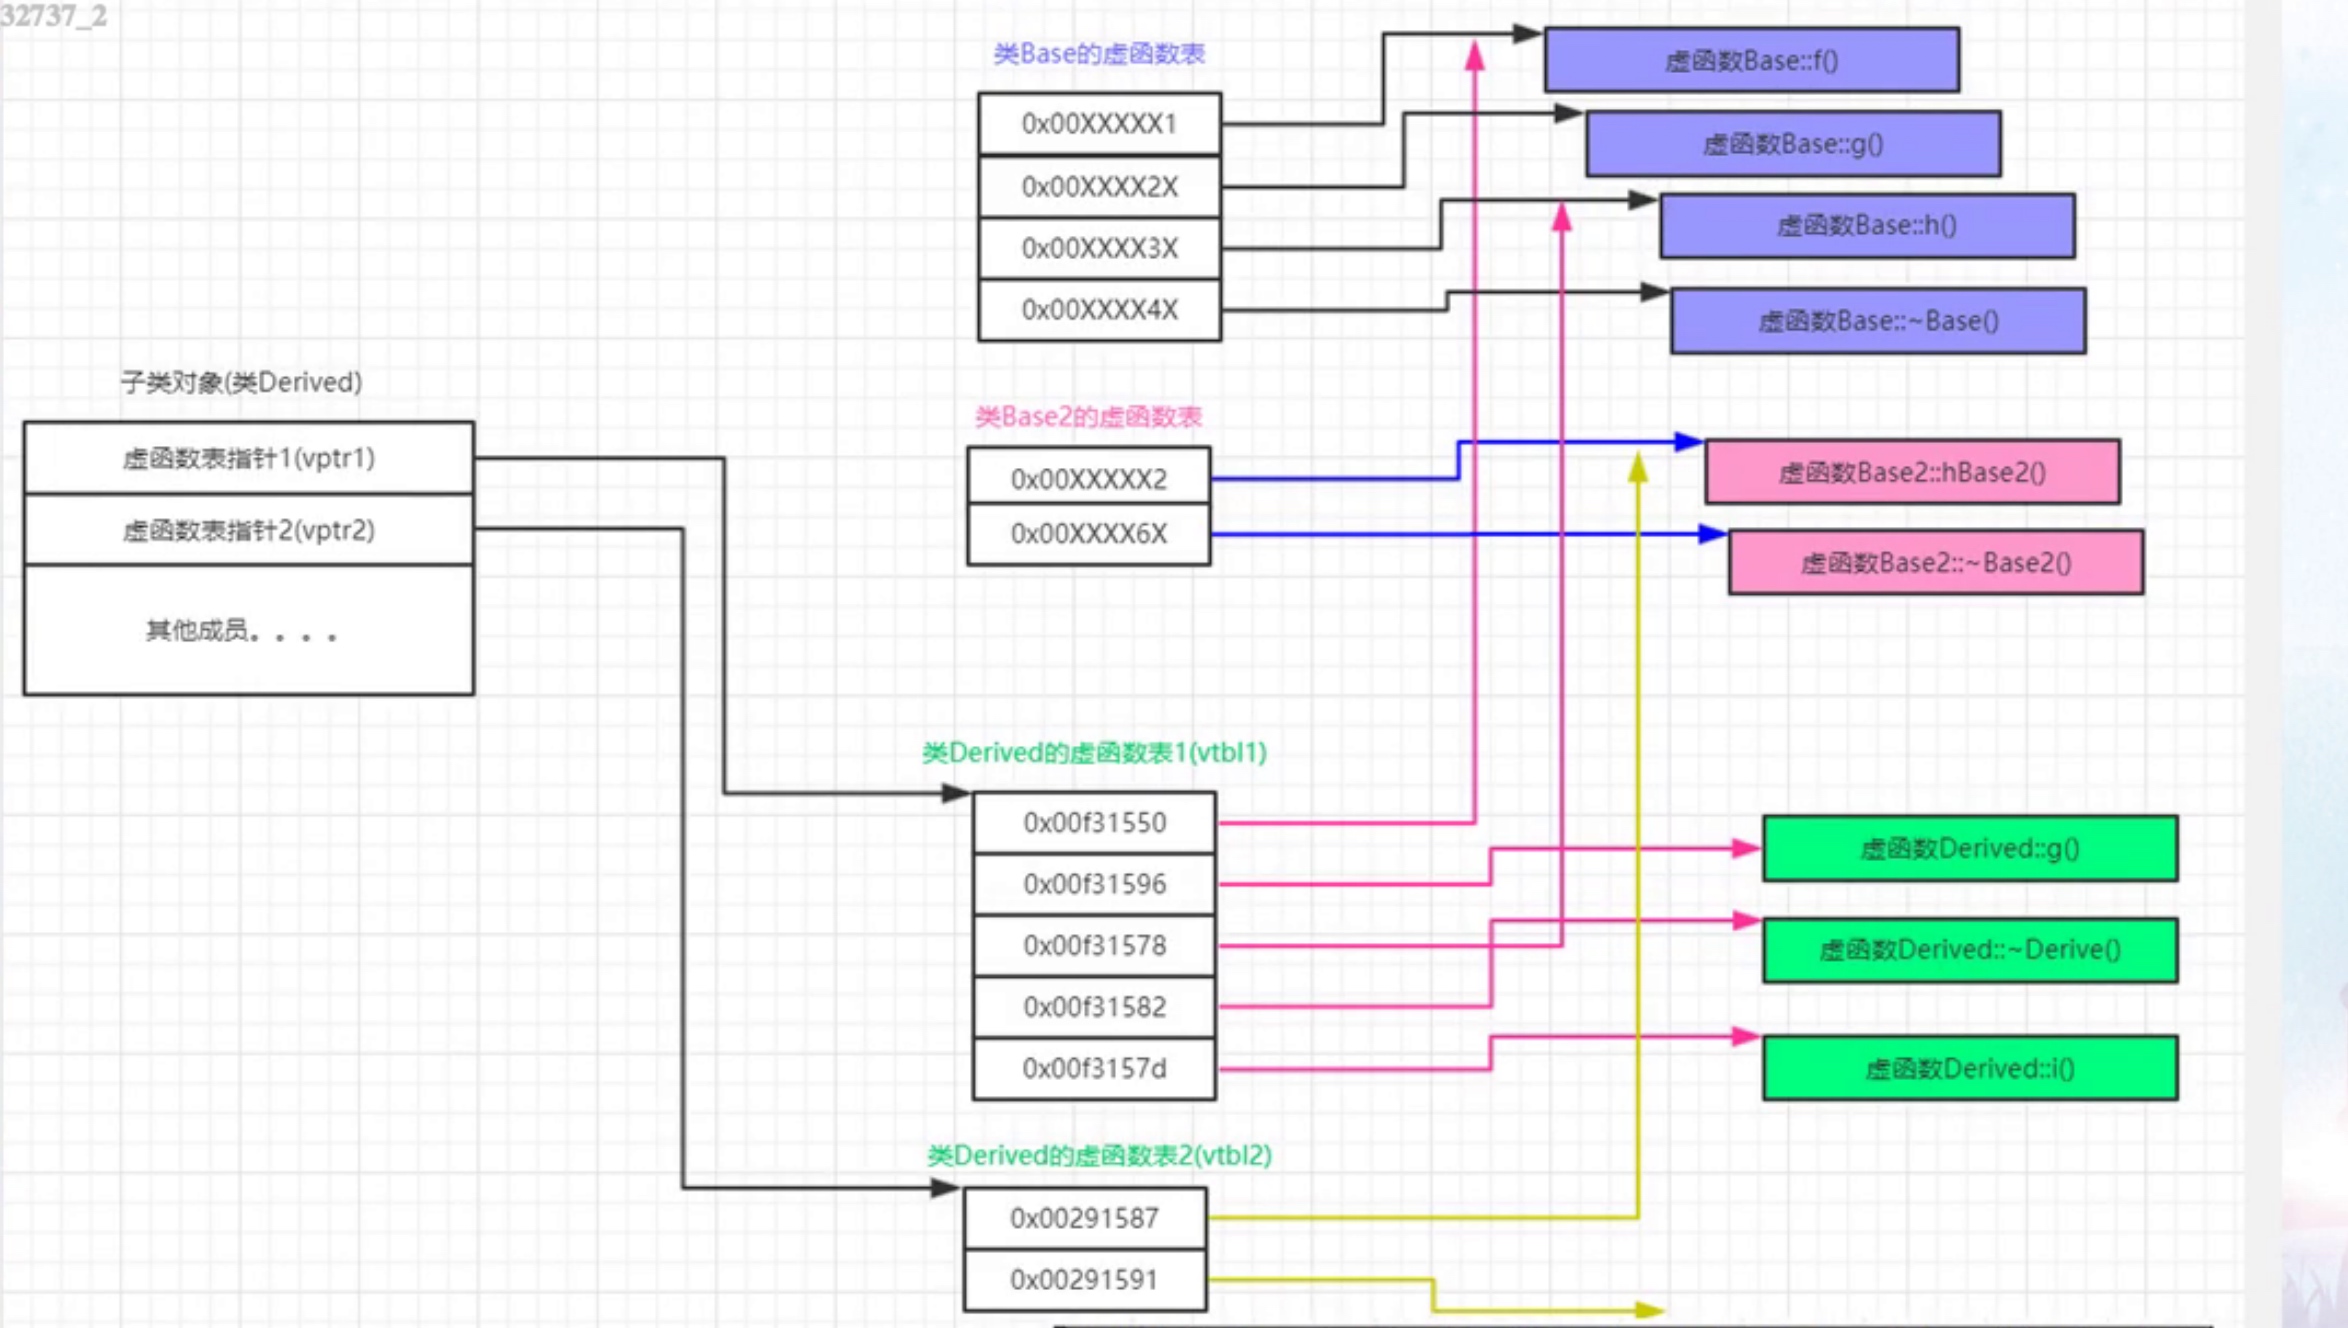 32737_2
类Base的虚函数表
0x00XXXXX1
0x00XXXX2X
0x00XXXX3X
0x00XXXX4X
虚函数Base::f()
虚函数Base::g()
虚函数Base::h()
虚函数Base::~Base()
子类对象(类Derived)
虚函数表指针1(vptr1)
虚函数表指针2(vptr2)
其他成员。。。。
类Base2的虚函数表
0x00XXXXX2
0x00XXXX6X
虚函数Base2::hBase2()
虚函数Base2::~Base2()
类Derived的虚函数表1(vtbl1)
0x00f31550
0x00f31596
0x00f31578
0x00f31582
0x00f3157d
虚函数Derived::g()
虚函数Derived::~Derive()
虚函数Derived::i()
类Derived的虚函数表2(vtbl2)
0x00291587
0x00291591